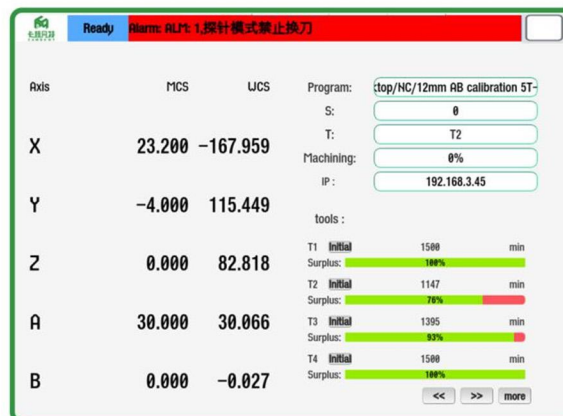 Ready
Alarm: ALM: 1,探针模式禁止换刀
Axis MCS WCS
X 23.200 -167.959
Y -4.000 115.449
Z 0.000 82.818
A 30.000 30.066
B 0.000 -0.027
Program: ktop/NC/12mm AB calibration 5T-
S: 0
T: T2
Machining: 0%
IP : 192.168.3.45
tools :
T1 Initial 1500 min
Surplus: 100%
T2 Initial 1147 min
Surplus: 76%
T3 Initial 1395 min
Surplus: 93%
T4 Initial 1500 min
Surplus: 100%
<< >> more